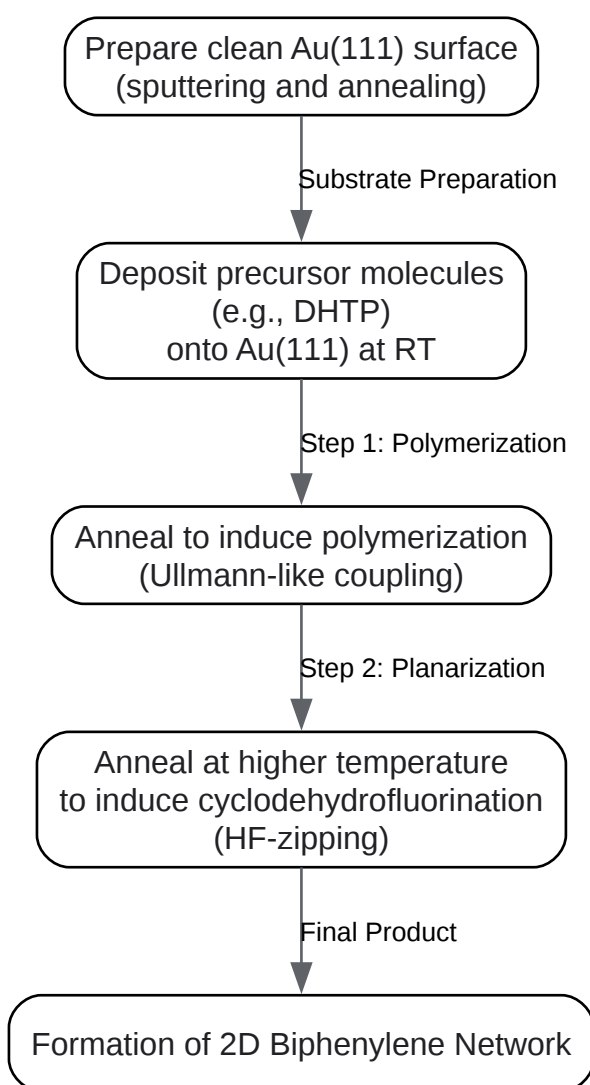 Prepare clean Au(111) surface
(sputtering and annealing)
Substrate Preparation
Deposit precursor molecules
(e.g., DHTP)
onto Au(111) at RT
Step 1: Polymerization
Anneal to induce polymerization
(Ullmann-like coupling)
Step 2: Planarization
Anneal at higher temperature
to induce cyclodehydrofluorination
(HF-zipping)
Final Product
Formation of 2D Biphenylene Network